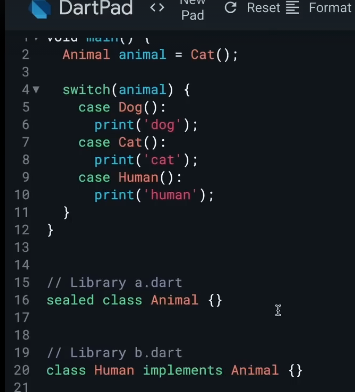 DartPad <> New Pad Reset Format
1 void main() {
2 Animal animal = Cat();
3
4 switch(animal) {
5 case Dog():
6 print('dog');
7 case Cat():
8 print('cat');
9 case Human():
10 print('human');
11 }
12 }
13
14
15 // Library a.dart
16 sealed class Animal {}
17
18
19 // Library b.dart
20 class Human implements Animal {}
21